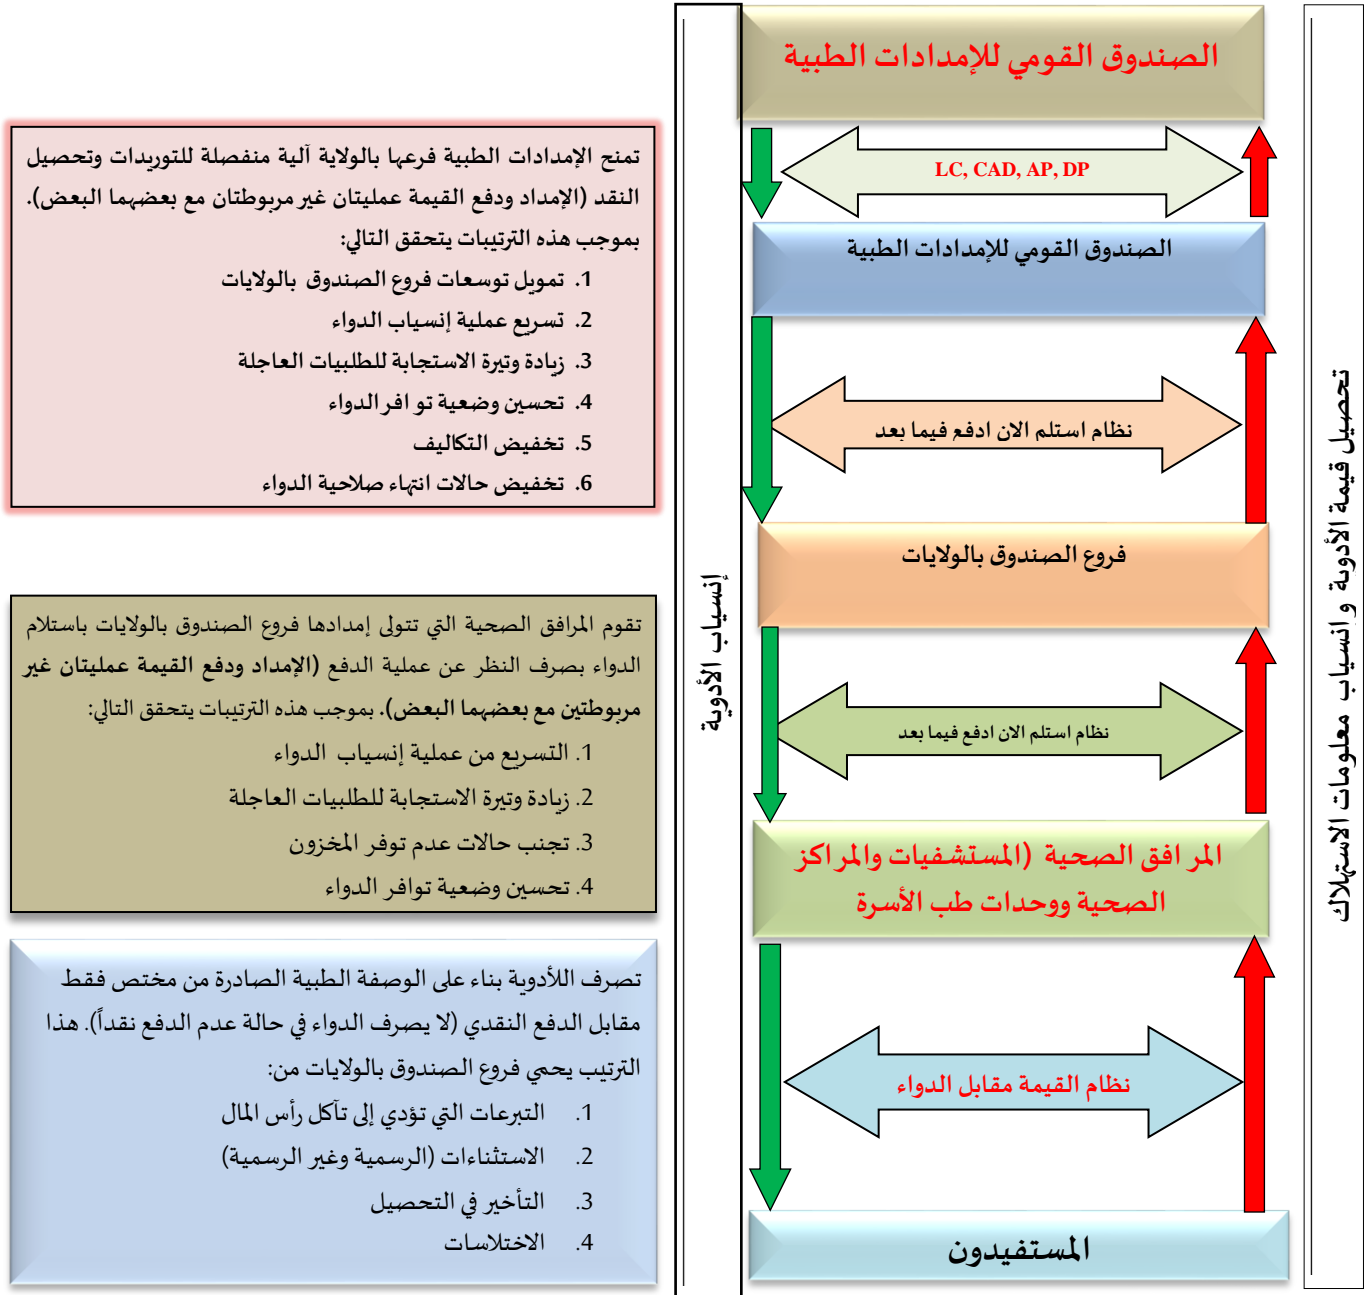 الصندوق القومي للإمدادات الطبية
LC, CAD, AP, DP
الصندوق القومي للإمدادات الطبية
نظام استلم الان ادفع فيما بعد
فروع الصندوق بالولايات
نظام استلم الان ادفع فيما بعد
المرافق الصحية (المستشفيات والمراكز
الصحية ووحدات طب الأسرة
نظام القيمة مقابل الدواء
المستفيدون
تحصيل قيمة الأدوية وانسياب معلومات الاستهلاك
إنسياب الأدوية
تمنح الإمدادات الطبية فرعها بالولاية آلية منفصلة للتوريدات وتحصيل
النقد (الإمداد ودفع القيمة عمليتان غير مربوطتان مع بعضهما البعض).
بموجب هذه الترتيبات يتحقق التالي:
1. تمويل توسعات فروع الصندوق بالولايات
2. تسريع عملية إنسياب الدواء
3. زيادة وتيرة الاستجابة للطلبيات العاجلة
4. تحسين وضعية توافر الدواء
5. تخفيض التكاليف
6. تخفيض حالات انتهاء صلاحية الدواء
تقوم المرافق الصحية التي تتولى إمدادها فروع الصندوق بالولايات باستلام
الدواء بصرف النظر عن عملية الدفع (الإمداد ودفع القيمة عمليتان غير
مربوطتين مع بعضهما البعض). بموجب هذه الترتيبات يتحقق التالي:
1. التسريع من عملية إنسياب الدواء
2. زيادة وتيرة الاستجابة للطلبيات العاجلة
3. تجنب حالات عدم توفر المخزون
4. تحسين وضعية توافر الدواء
تصرف اللأدوية بناء على الوصفة الطبية الصادرة من مختص فقط
مقابل الدفع النقدي (لا يصرف الدواء في حالة عدم الدفع نقداً). هذا
الترتيب يحمي فروع الصندوق بالولايات من:
1. التبرعات التي تؤدي إلى تآكل رأس المال
2. الاستثناءات (الرسمية وغير الرسمية)
3. التأخير في التحصيل
4. الاختلاسات